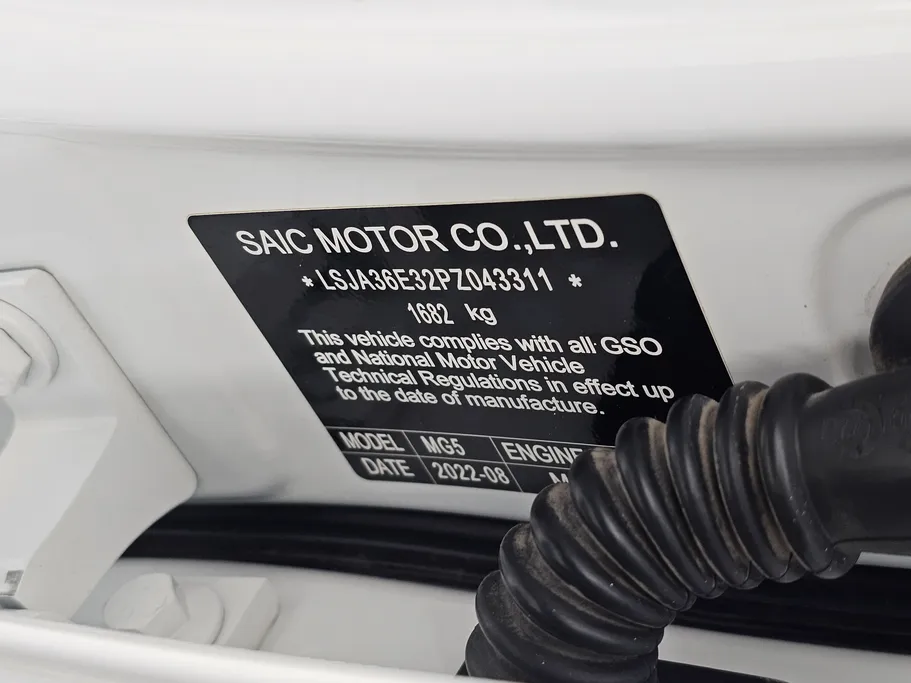 SAIC MOTOR CO.,LTD.
* LSJA36E32PZ043311 *
1682 kg
This vehicle complies with all GSO
and National Motor Vehicle
Technical Regulations in effect up
to the date of manufacture.
MODEL MG5 ENGINE
DATE 2022-08